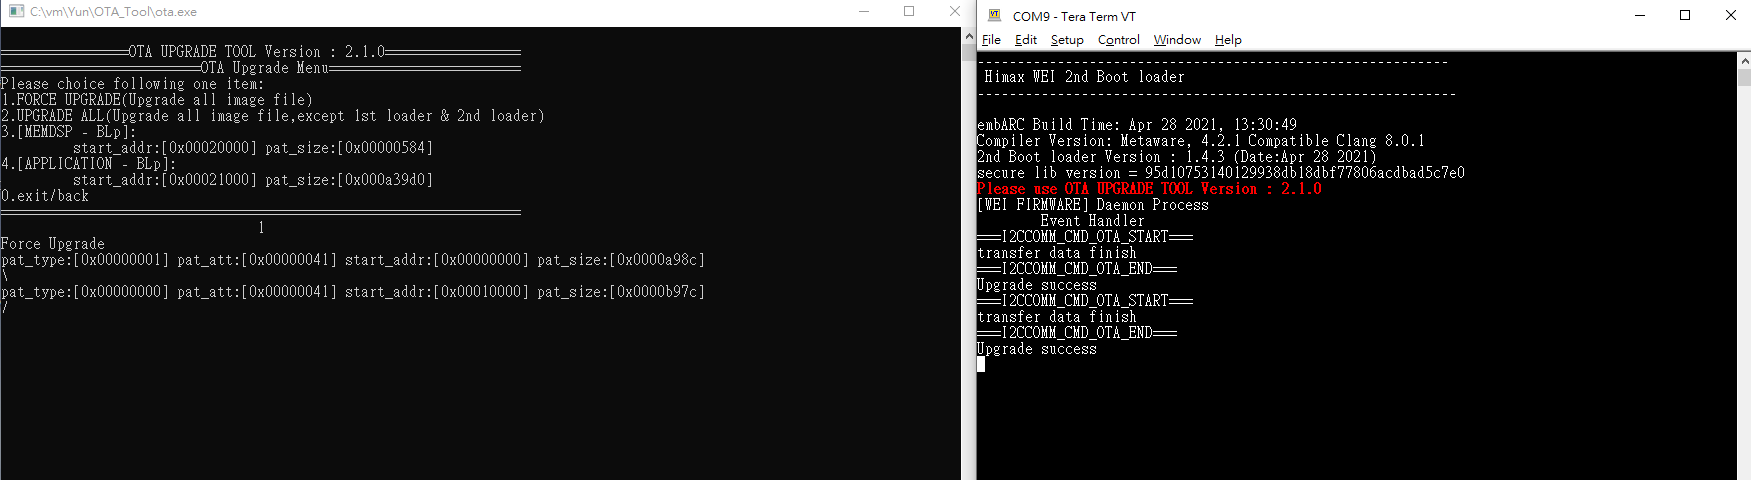 C:\vm\Yun\OTA_Tool\ota.exe
OTA UPGRADE TOOL Version : 2.1.0
OTA Upgrade Menu
Please choice following one item:
1.FORCE UPGRADE(Upgrade all image file)
2.UPGRADE ALL(Upgrade all image file,except 1st loader & 2nd loader)
3.[MEMDSP - BLp]:
start_addr:[0x00020000] pat_size:[0x00000584]
4.[APPLICATION - BLp]:
start_addr:[0x00021000] pat_size:[0x000a39d0]
0.exit/back
1
Force Upgrade
pat_type:[0x00000001] pat_att:[0x00000041] start_addr:[0x00000000] pat_size:[0x0000a98c]
\
pat_type:[0x00000000] pat_att:[0x00000041] start_addr:[0x00010000] pat_size:[0x0000b97c]
/
COM9 - Tera Term VT
File Edit Setup Control Window Help
--------------------------------------------------
Himax WEI 2nd Boot loader
--------------------------------------------------
embARC Build Time: Apr 28 2021, 13:30:49
Compiler Version: Metaware, 4.2.1 Compatible Clang 8.0.1
2nd Boot loader Version : 1.4.3 (Date:Apr 28 2021)
secure lib version = 95d10753140129938db18dbf77806acdbad5c7e0
Please use OTA UPGRADE TOOL Version : 2.1.0
[WEI FIRMWARE] Daemon Process
Event Handler
===I2CCOMM_CMD_OTA_START===
transfer data finish
===I2CCOMM_CMD_OTA_END===
Upgrade success
===I2CCOMM_CMD_OTA_START===
transfer data finish
===I2CCOMM_CMD_OTA_END===
Upgrade success